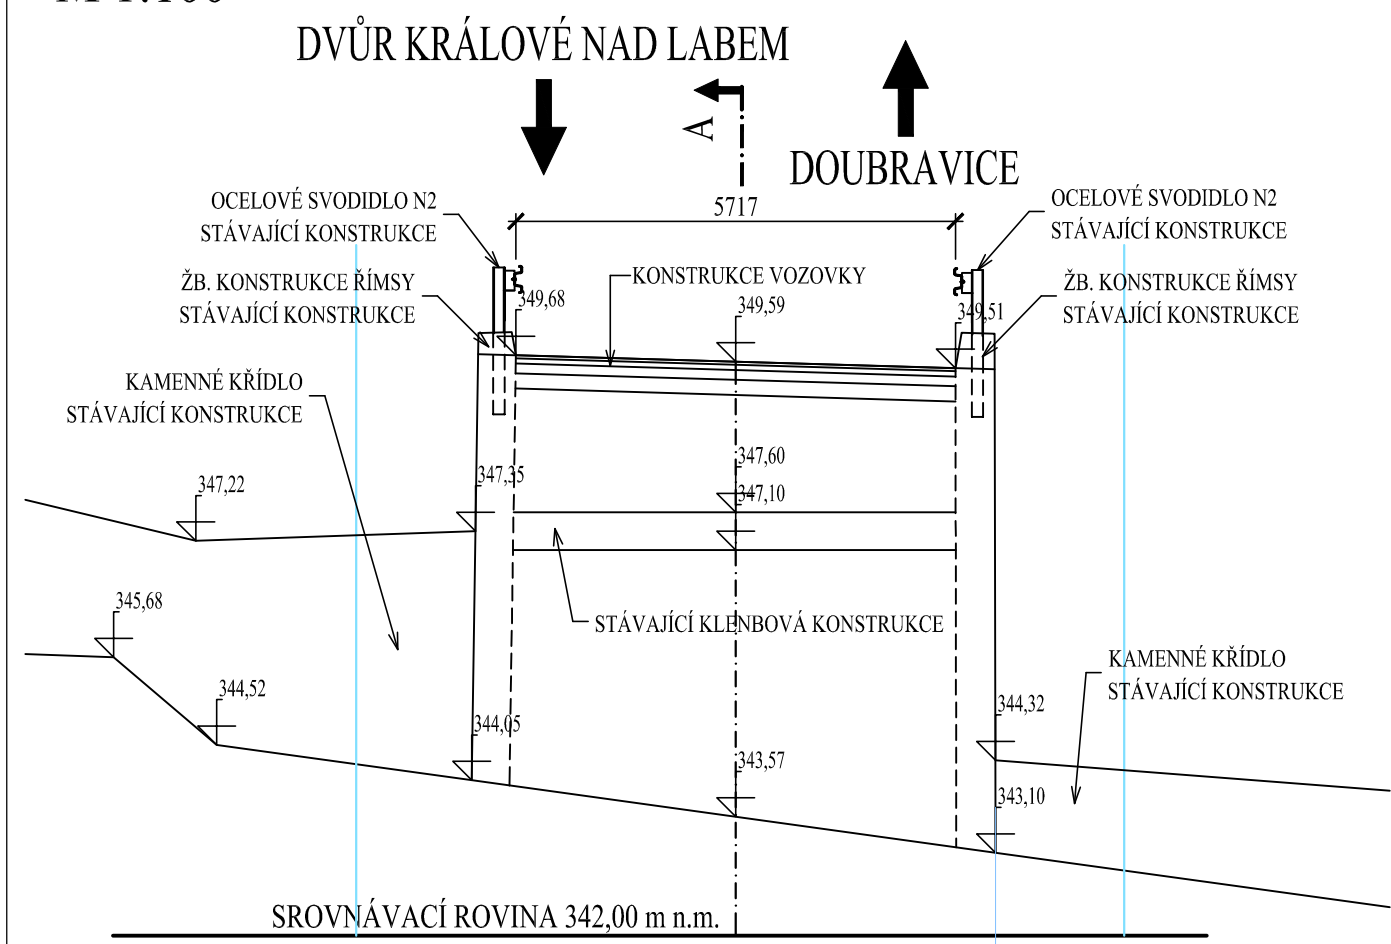 DVŮR KRÁLOVÉ NAD LABEM
A
DOUBRAVICE
OCELOVÉ SVODIDLO N2
STÁVAJÍCÍ KONSTRUKCE
5717
OCELOVÉ SVODIDLO N2
STÁVAJÍCÍ KONSTRUKCE
ŽB. KONSTRUKCE ŘÍMSY
STÁVAJÍCÍ KONSTRUKCE
KONSTRUKCE VOZOVKY
ŽB. KONSTRUKCE ŘÍMSY
STÁVAJÍCÍ KONSTRUKCE
349,68
349,59
349,51
KAMENNÉ KŘÍDLO
STÁVAJÍCÍ KONSTRUKCE
347,60
347,22
347,35
347,10
345,68
STÁVAJÍCÍ KLENBOVÁ KONSTRUKCE
KAMENNÉ KŘÍDLO
STÁVAJÍCÍ KONSTRUKCE
344,52
344,05
344,32
343,57
343,10
SROVNÁVACÍ ROVINA 342,00 m n.m.